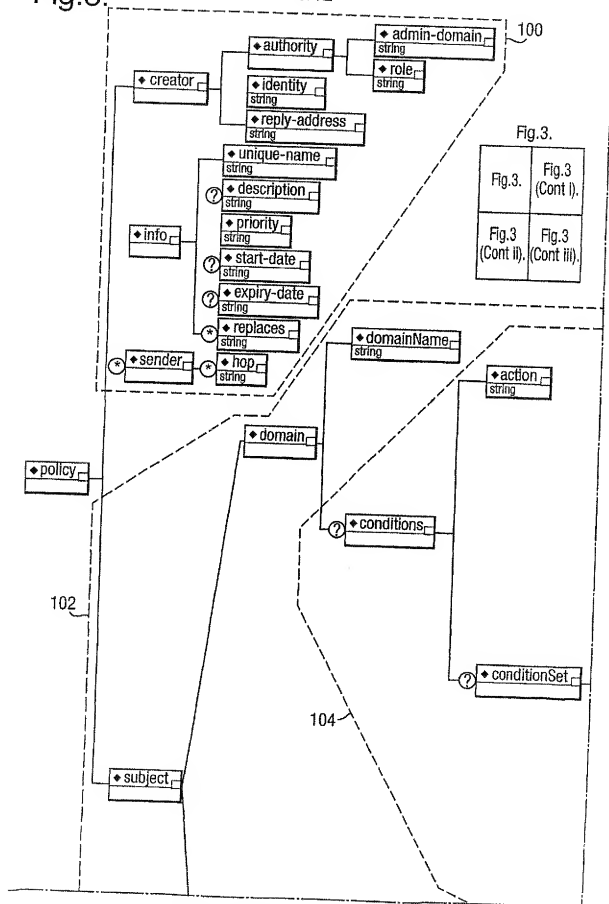 100
◆ admin-domain
string
◆ authority
◆ role
string
◆ creator
◆ identity
string
◆ reply-address
string
Fig.3.
Fig.3.
Fig.3
(Cont i).
Fig.3
(Cont ii).
Fig.3
(Cont iii).
◆ unique-name
string
? ◆ description
string
◆ info
◆ priority
string
? ◆ start-date
string
? ◆ expiry-date
string
* ◆ replaces
string
* ◆ sender
* ◆ hop
string
◆ domainName
string
◆ action
string
◆ domain
◆ policy
? ◆ conditions
102
? ◆ conditionSet
104
◆ subject